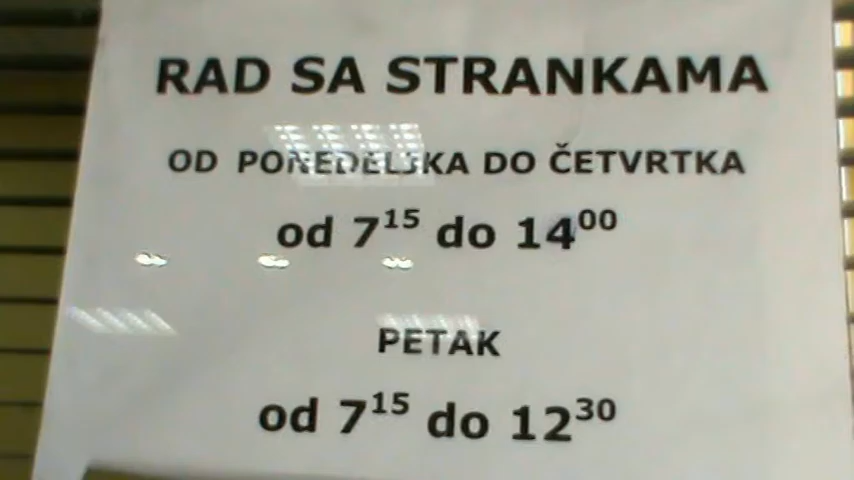 RAD SA STRANKAMA
OD PONEDELJKA DO ČETVRTKA
od 7¹⁵ do 14⁰⁰
PETAK
od 7¹⁵ do 12³⁰